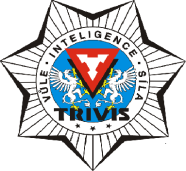 VŮLE · INTELIGENCE · SÍLA
TRIVIS